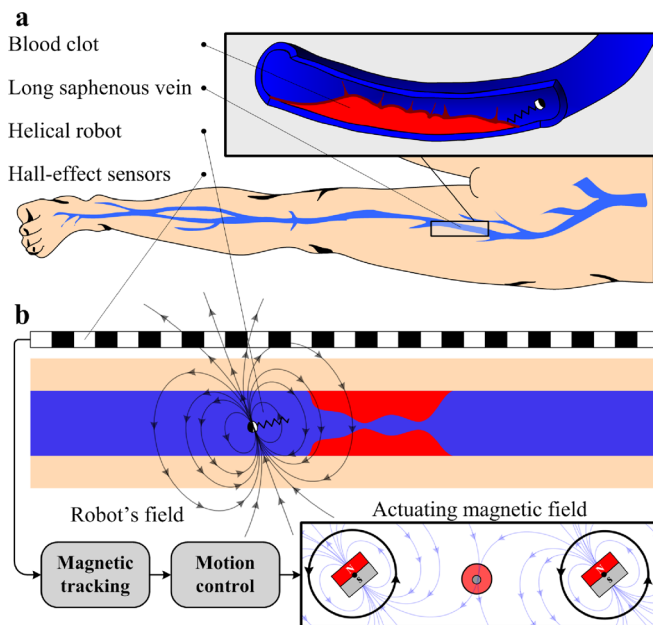 a
Blood clot
Long saphenous vein
Helical robot
Hall-effect sensors
b
Robot's field
Actuating magnetic field
Magnetic
tracking
Motion
control
N
S
N
S